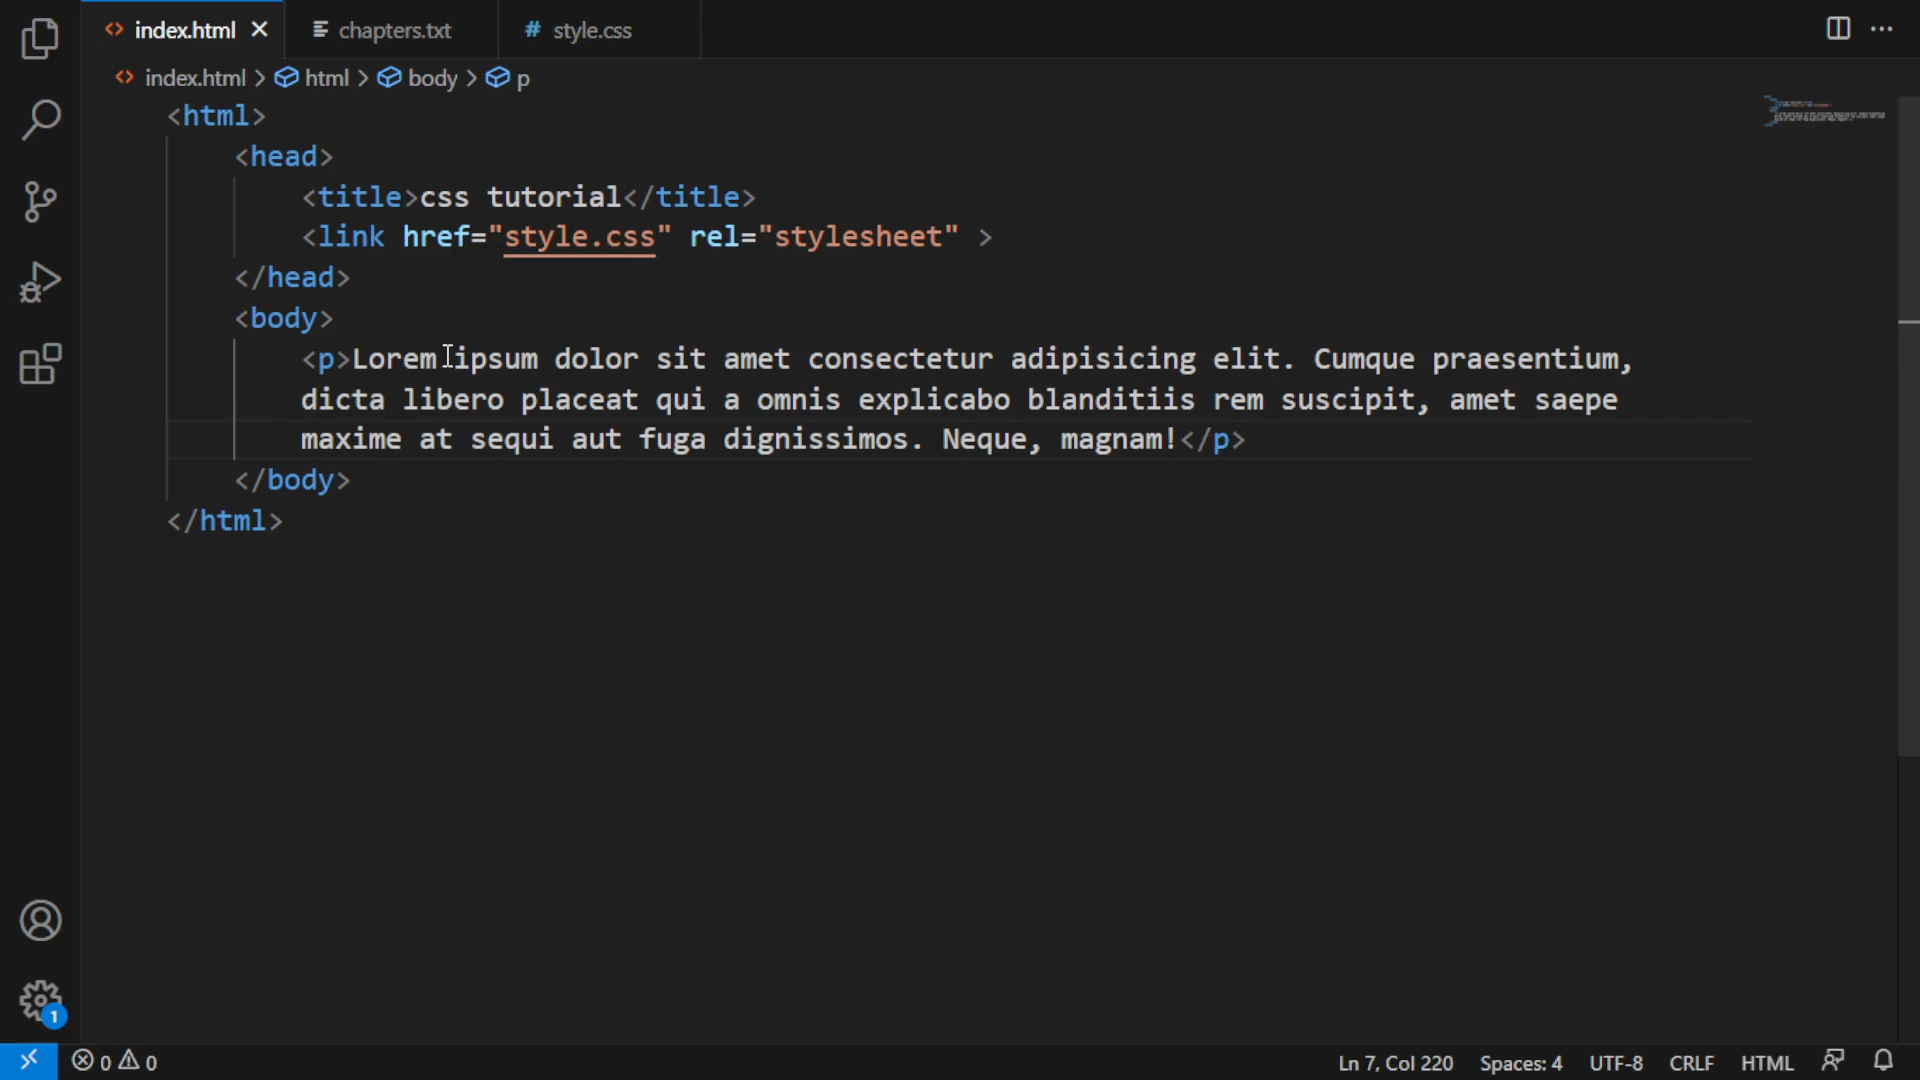 index.html
chapters.txt
# style.css
index.html > html > body > p
<html>
<head>
<title>css tutorial</title>
<link href="style.css" rel="stylesheet" >
</head>
<body>
<p>Lorem ipsum dolor sit amet consectetur adipisicing elit. Cumque praesentium,
dicta libero placeat qui a omnis explicabo blanditiis rem suscipit, amet saepe
maxime at sequi aut fuga dignissimos. Neque, magnam!</p>
</body>
</html>
1
0 0
Ln 7, Col 220
Spaces: 4
UTF-8
CRLF
HTML